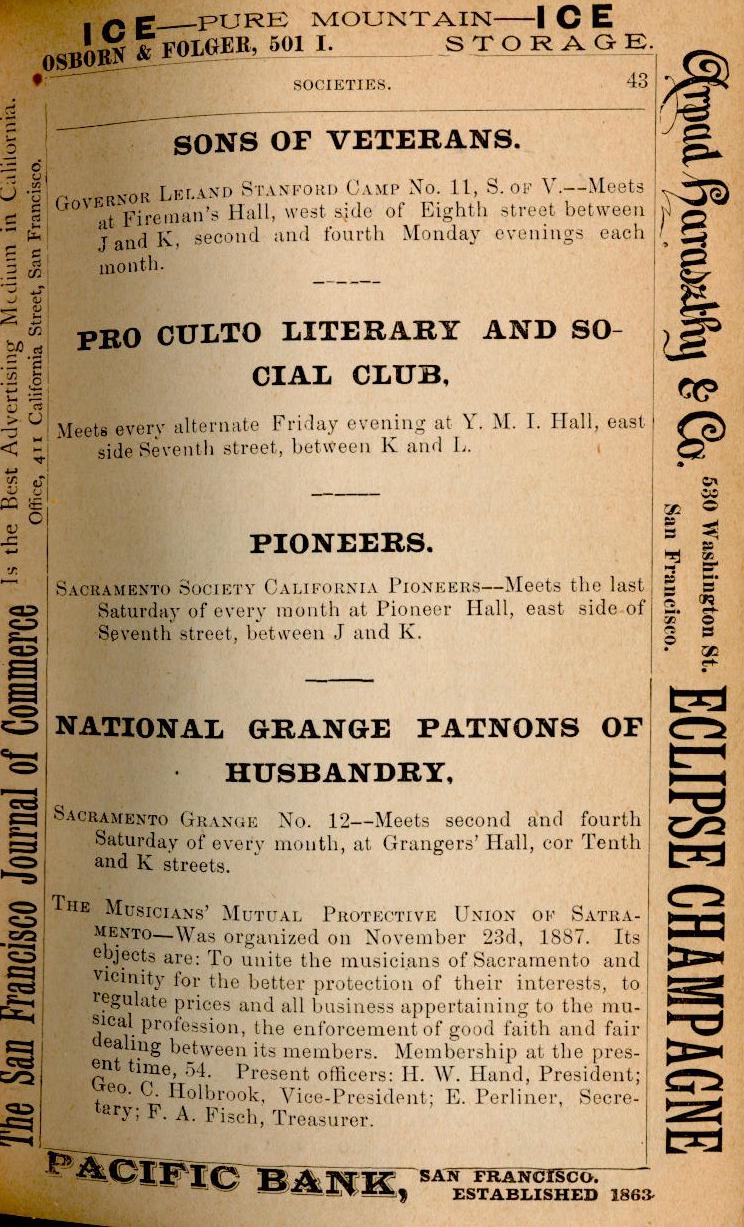 ICE—PURE MOUNTAIN—ICE
OSBORN & FOLGER, 501 I. STORAGE.
SOCIETIES. 43
SONS OF VETERANS.
GOVERNOR LELAND STANFORD CAMP NO. 11, S. OF V.--Meets
at Fireman's Hall, west side of Eighth street between
J and K, second and fourth Monday evenings each
month.
PRO CULTO LITERARY AND SO-
CIAL CLUB,
Meets every alternate Friday evening at Y. M. I. Hall, east
side Seventh street, between K and L.
PIONEERS.
SACRAMENTO SOCIETY CALIFORNIA PIONEERS--Meets the last
Saturday of every month at Pioneer Hall, east side of
Seventh street, between J and K.
NATIONAL GRANGE PATNONS OF
HUSBANDRY,
SACRAMENTO GRANGE No. 12--Meets second and fourth
Saturday of every month, at Grangers' Hall, cor Tenth
and K streets.
THE MUSICIANS' MUTUAL PROTECTIVE UNION OF SATRA-
MENTO—Was organized on November 23d, 1887. Its
ebjects are: To unite the musicians of Sacramento and
vicinity for the better protection of their interests, to
regulate prices and all business appertaining to the mu-
sical profession, the enforcement of good faith and fair
dealing between its members. Membership at the pres-
ent time, 54. Present officers: H. W. Hand, President;
Geo. C. Holbrook, Vice-President; E. Perliner, Secre-
tary; F. A. Fisch, Treasurer.
PACIFIC BANK, SAN FRANCISCO.
ESTABLISHED 1863.
The San Francisco Journal of Commerce Is the Best Advertising Medium in California.
Office, 411 California Street, San Francisco.
Arpad Haraszthy & Co. 530 Washington St.
San Francisco.
ECLIPSE CHAMPAGNE